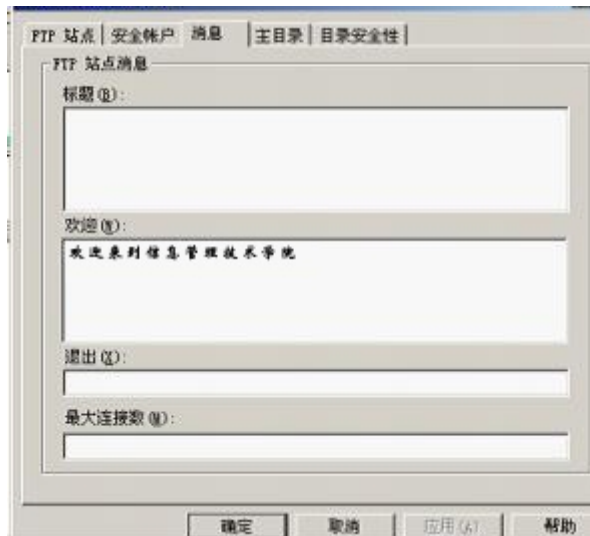 FTP 站点
安全帐户
消息
主目录
目录安全性
FTP 站点消息
标题(B):
欢迎(W):
欢迎来到信息管理技术学院
退出(X):
最大连接数(M):
确定
取消
应用(A)
帮助